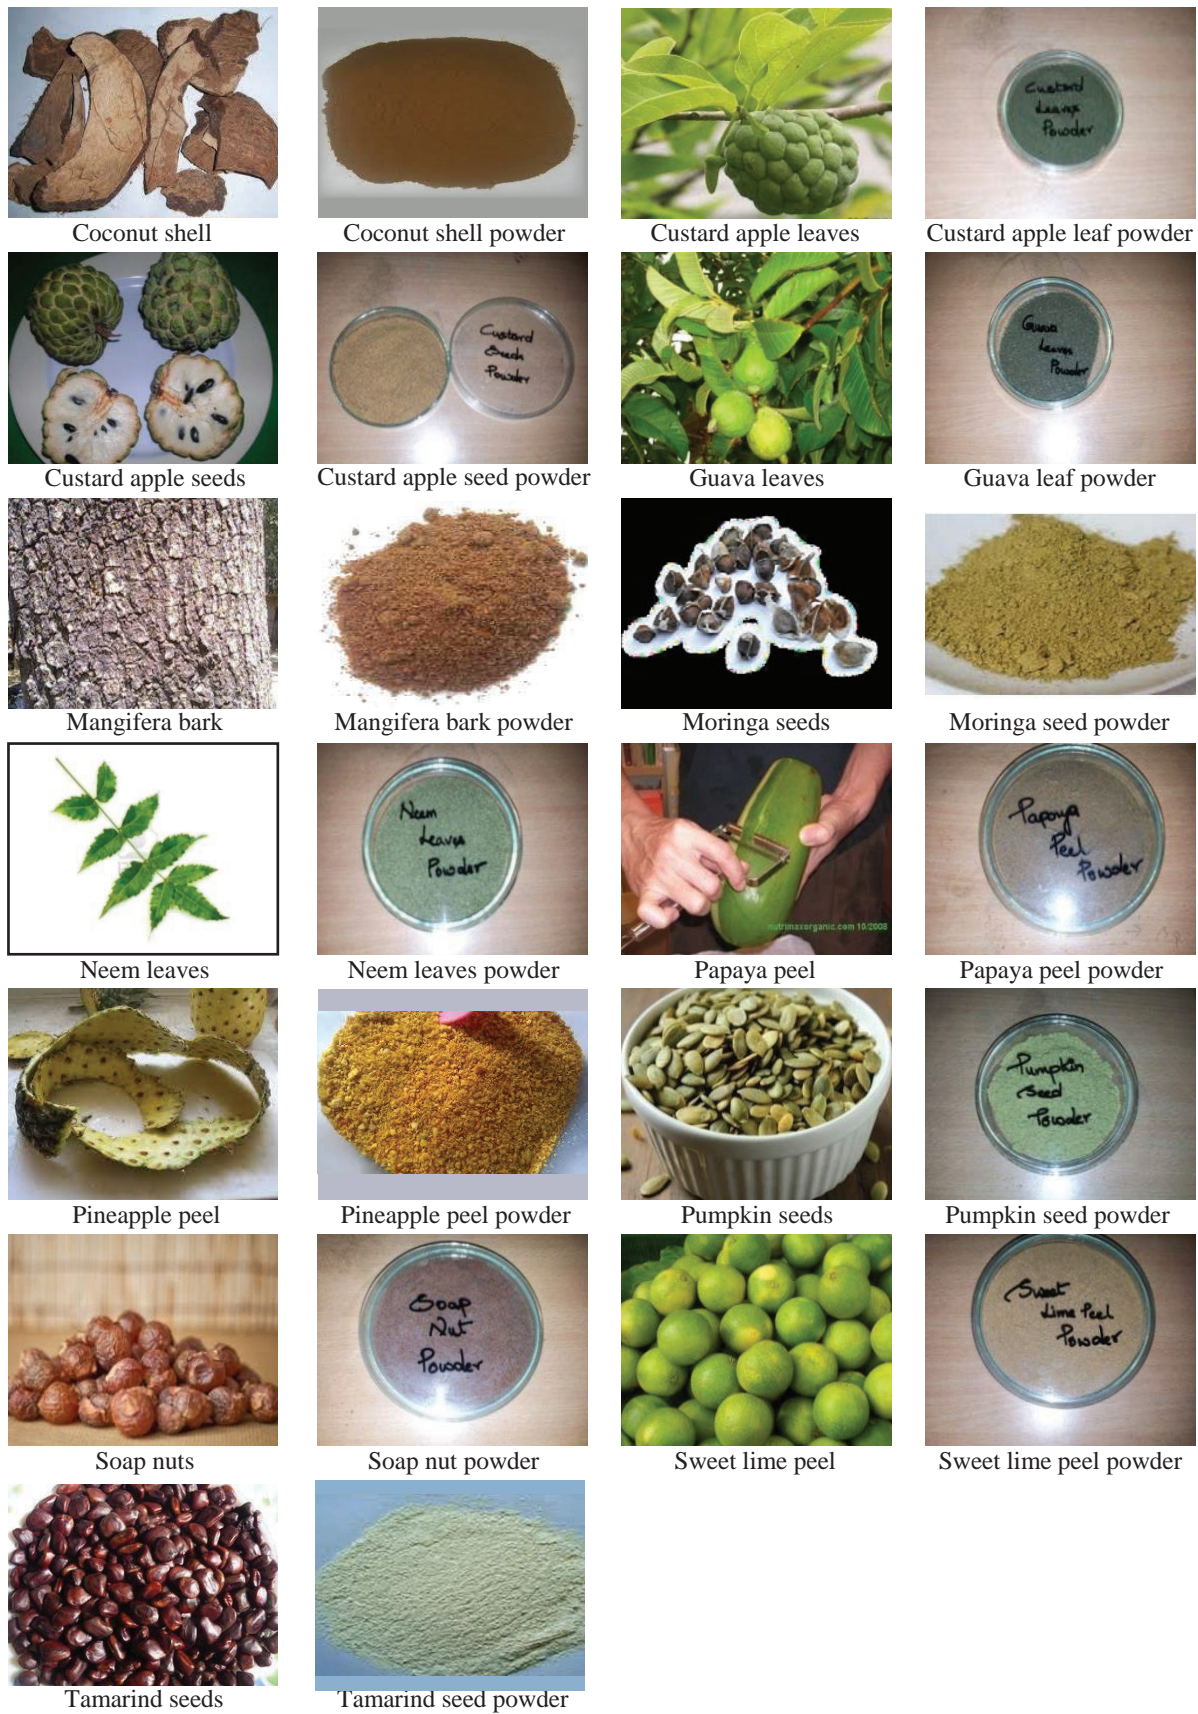 Custard
Leaves
Powder
Coconut shell
Coconut shell powder
Custard apple leaves
Custard apple leaf powder
Custard
Seeds
Powder
Guava
Leaves
Powder
Custard apple seeds
Custard apple seed powder
Guava leaves
Guava leaf powder
Mangifera bark
Mangifera bark powder
Moringa seeds
Moringa seed powder
Neem
Leaves
Powder
nutrimaxorganic.com 10/2008
Papaya
Peel
Powder
Neem leaves
Neem leaves powder
Papaya peel
Papaya peel powder
Pumpkin
Seed
Powder
Pineapple peel
Pineapple peel powder
Pumpkin seeds
Pumpkin seed powder
Soap
Nut
Powder
Sweet
Lime Peel
Powder
Soap nuts
Soap nut powder
Sweet lime peel
Sweet lime peel powder
Tamarind seeds
Tamarind seed powder